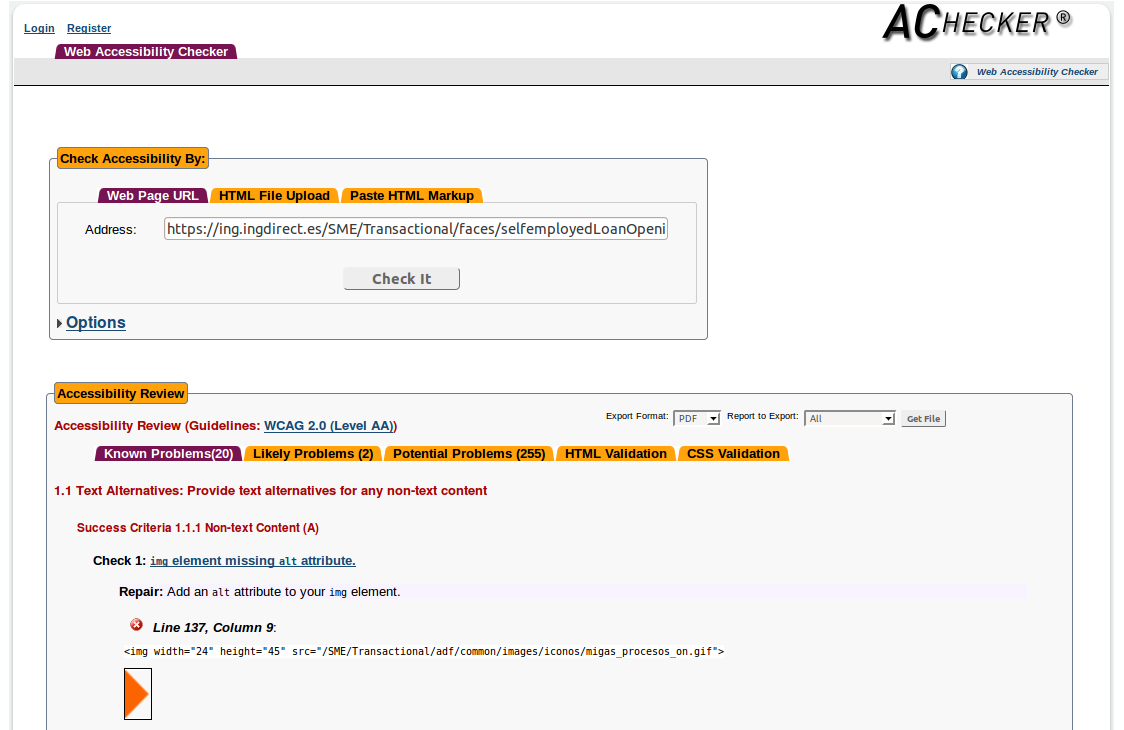 Login Register
ACHECKER ®
Web Accessibility Checker
Web Accessibility Checker
Check Accessibility By:
Web Page URL HTML File Upload Paste HTML Markup
Address: https://ing.ingdirect.es/SME/Transactional/faces/selfemployedLoanOpeni
Check It
Options
Accessibility Review
Export Format: PDF Report to Export: All Get File
Accessibility Review (Guidelines: WCAG 2.0 (Level AA))
Known Problems(20) Likely Problems (2) Potential Problems (255) HTML Validation CSS Validation
1.1 Text Alternatives: Provide text alternatives for any non-text content
Success Criteria 1.1.1 Non-text Content (A)
Check 1: img element missing alt attribute.
Repair: Add an alt attribute to your img element.
Line 137, Column 9:
<img width="24" height="45" src="/SME/Transactional/adf/common/images/iconos/migas_procesos_on.gif">